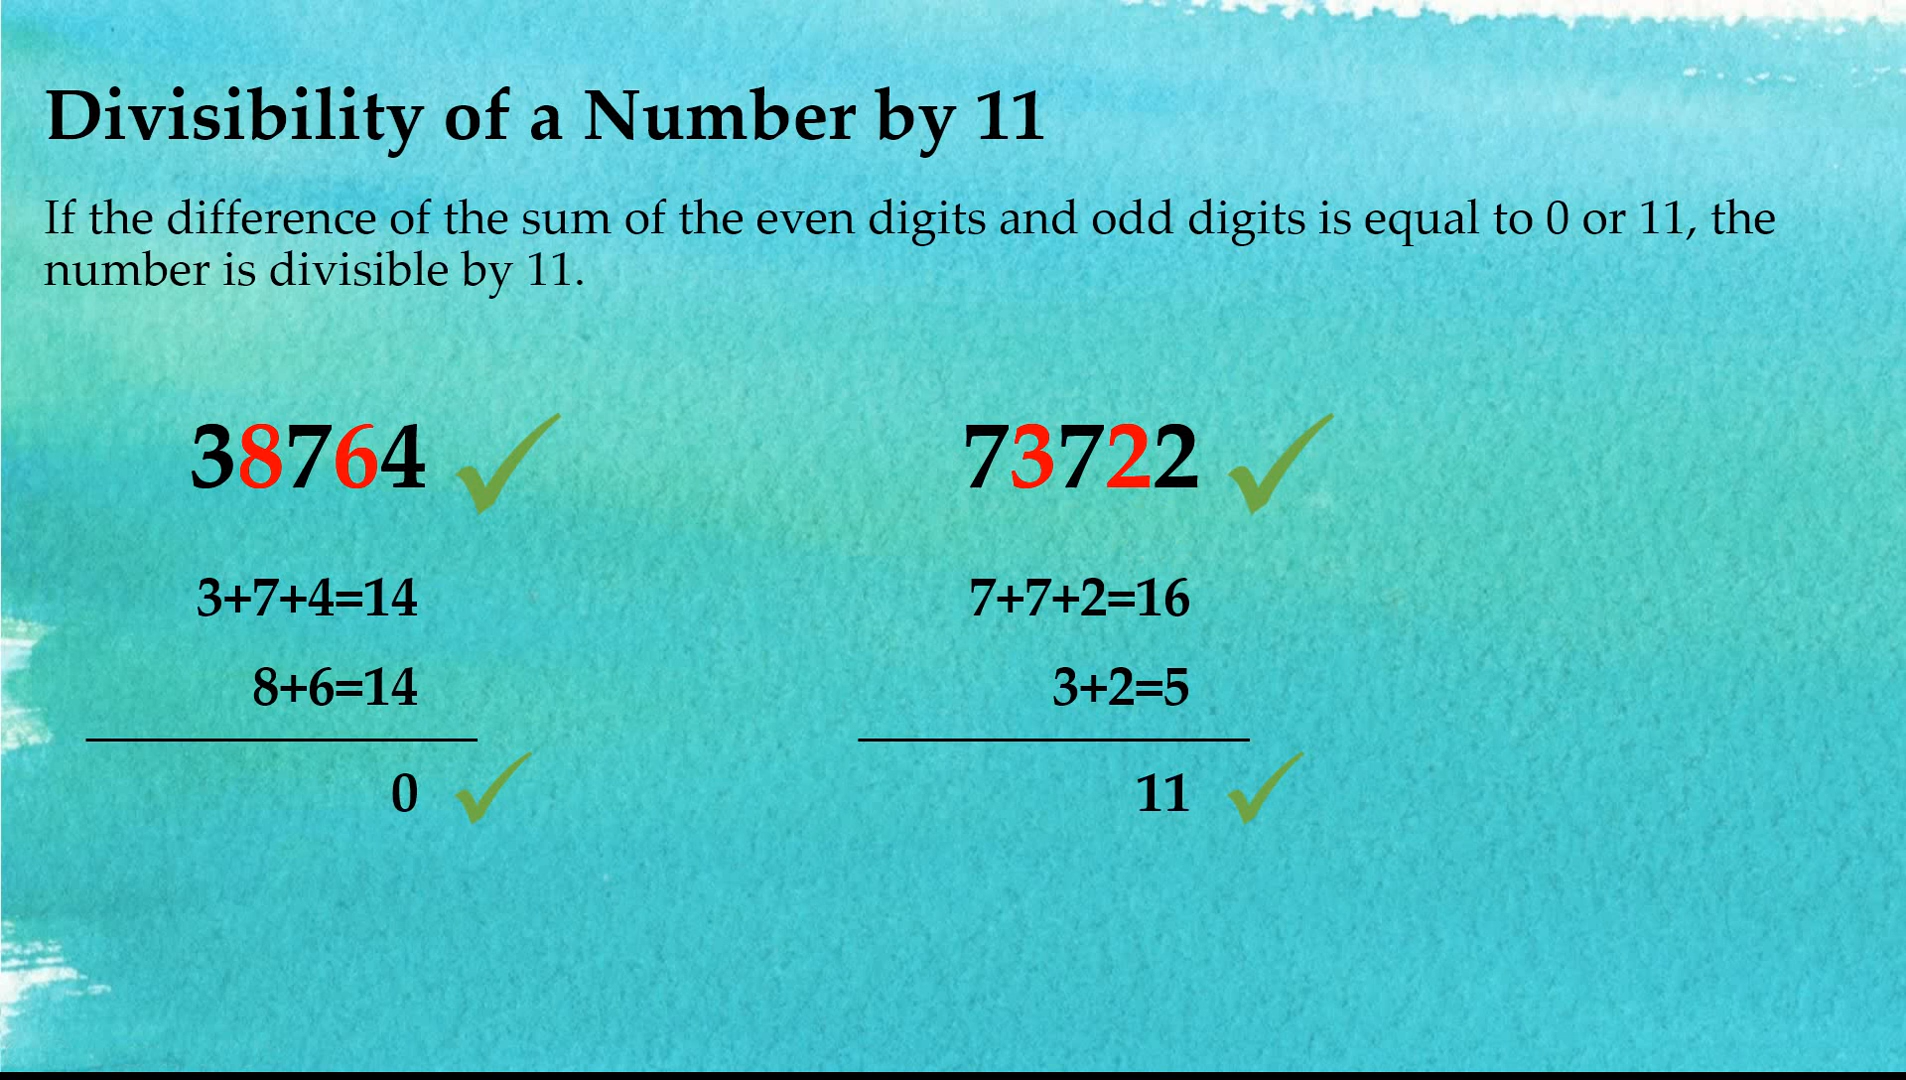 Divisibility of a Number by 11
If the difference of the sum of the even digits and odd digits is equal to 0 or 11, the
number is divisible by 11.
38764
73722
3+7+4=14
7+7+2=16
8+6=14
3+2=5
0
11